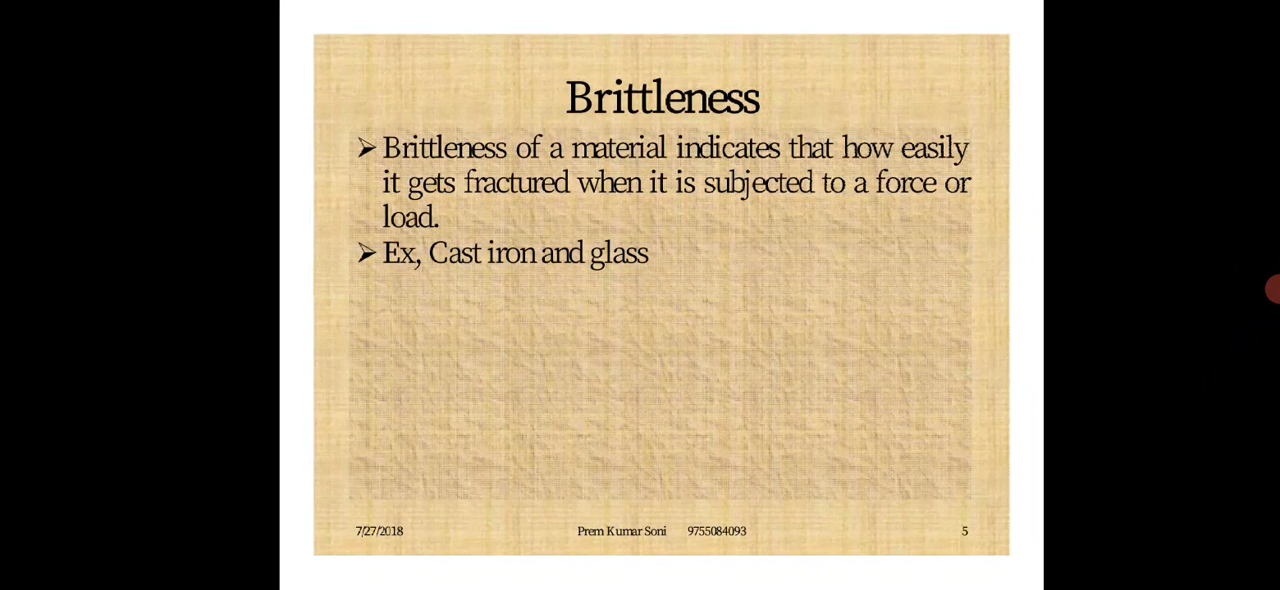 Brittleness
➢ Brittleness of a material indicates that how easily
it gets fractured when it is subjected to a force or
load.
➢ Ex, Cast iron and glass
7/27/2018 Prem Kumar Soni 9755084093 5